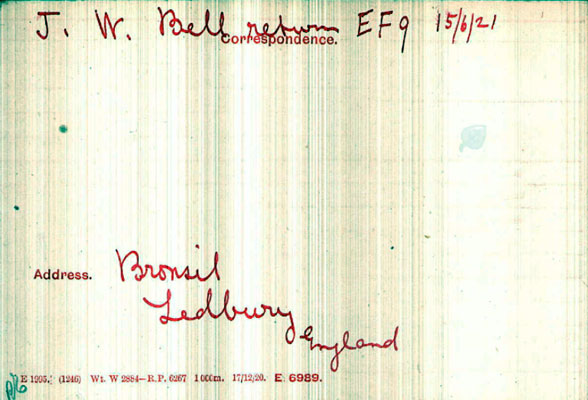 J. W. Bell return EF9 15/6/21
Correspondence.
Address. Bronsil
Ledbury
England
E 1995. (1246) Wt. W 2884—R.P. 6267 1000m. 17/12/20. E. 6989.